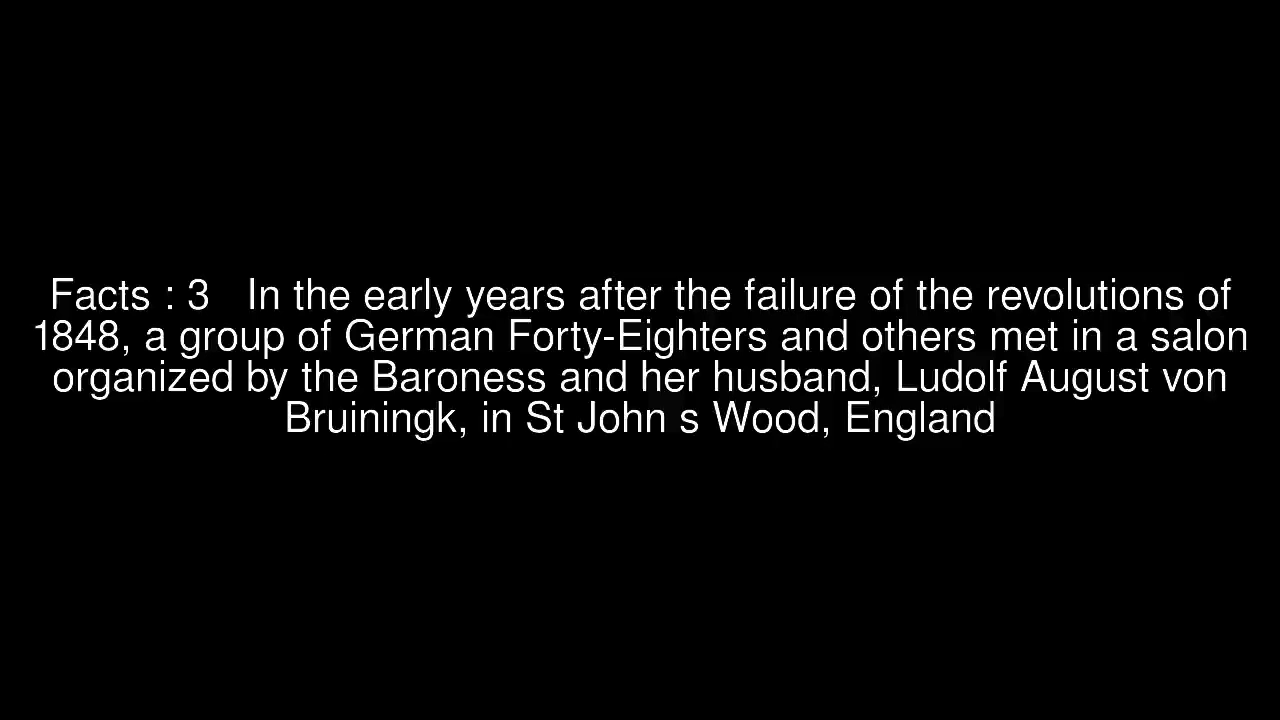 Facts : 3   In the early years after the failure of the revolutions of
1848, a group of German Forty-Eighters and others met in a salon
organized by the Baroness and her husband, Ludolf August von
Bruiningk, in St John s Wood, England